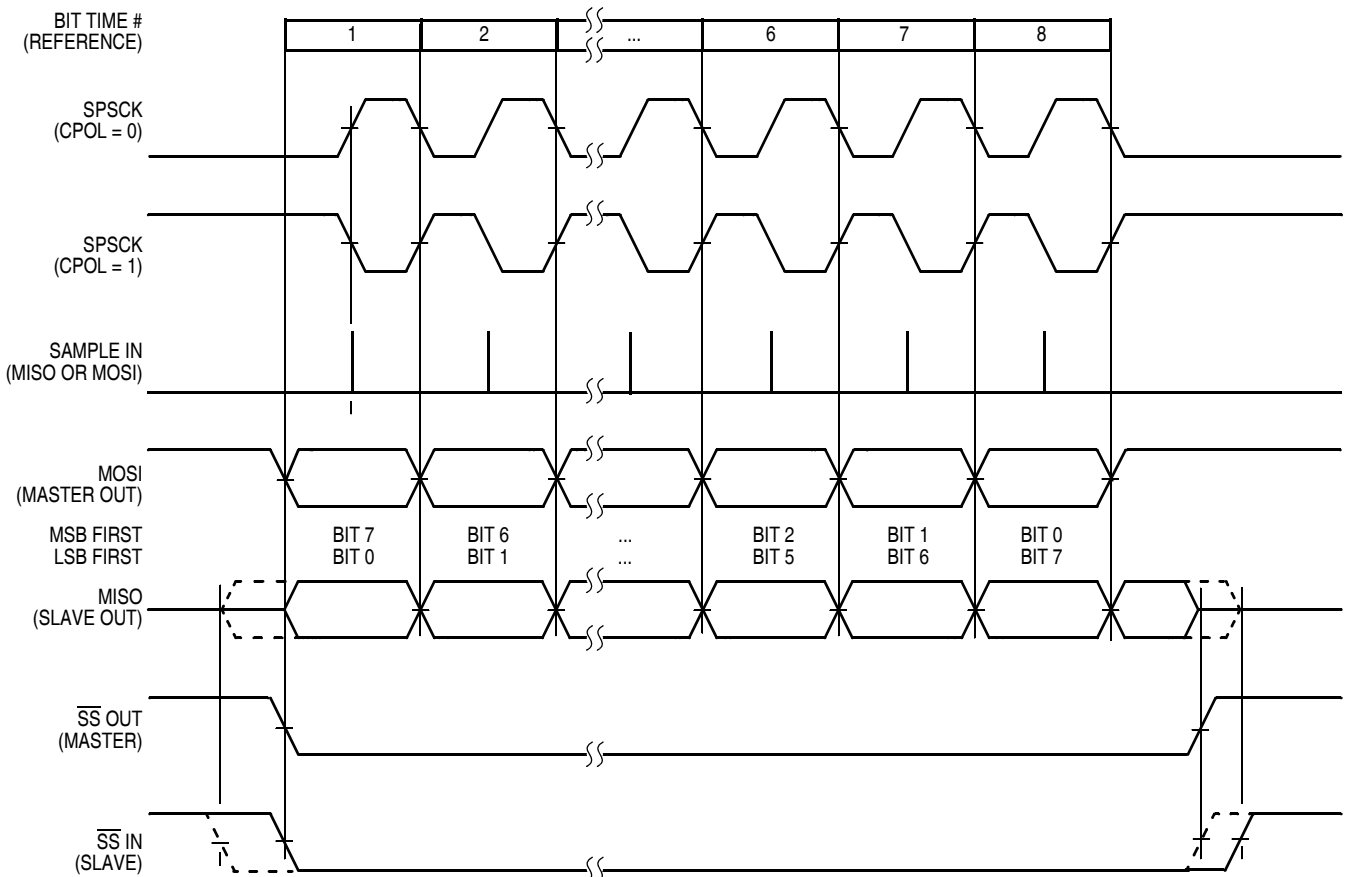 BIT TIME #
(REFERENCE)
1 2 ... 6 7 8
SPSCK
(CPOL = 0)
SPSCK
(CPOL = 1)
SAMPLE IN
(MISO OR MOSI)
MOSI
(MASTER OUT)
MSB FIRST BIT 7 BIT 6 ... BIT 2 BIT 1 BIT 0
LSB FIRST BIT 0 BIT 1 ... BIT 5 BIT 6 BIT 7
MISO
(SLAVE OUT)
S̅S̅ OUT
(MASTER)
S̅S̅ IN
(SLAVE)